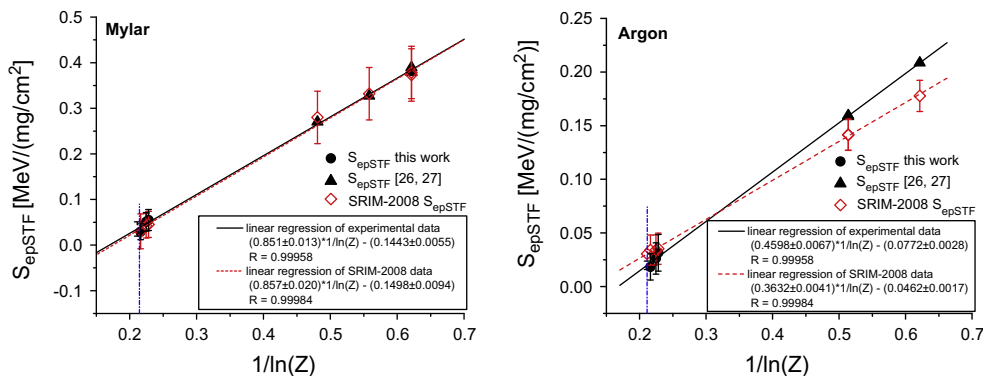 Mylar
S_epSTF [MeV/(mg/cm²)]
0.5
0.4
0.3
0.2
0.1
0.0
-0.1
S_epSTF this work
S_epSTF [26, 27]
SRIM-2008 S_epSTF
linear regression of experimental data
(0.851±0.013)*1/ln(Z) - (0.1443±0.0055)
R = 0.99958
linear regression of SRIM-2008 data
(0.857±0.020)*1/ln(Z) - (0.1498±0.0094)
R = 0.99984
0.2 0.3 0.4 0.5 0.6 0.7
1/ln(Z)
Argon
S_epSTF [MeV/(mg/cm²)]
0.25
0.20
0.15
0.10
0.05
0.00
S_epSTF this work
S_epSTF [26, 27]
SRIM-2008 S_epSTF
linear regression of experimental data
(0.4598±0.0067)*1/ln(Z) - (0.0772±0.0028)
R = 0.99958
linear regression of SRIM-2008 data
(0.3632±0.0041)*1/ln(Z) - (0.0462±0.0017)
R = 0.99984
0.2 0.3 0.4 0.5 0.6 0.7
1/ln(Z)